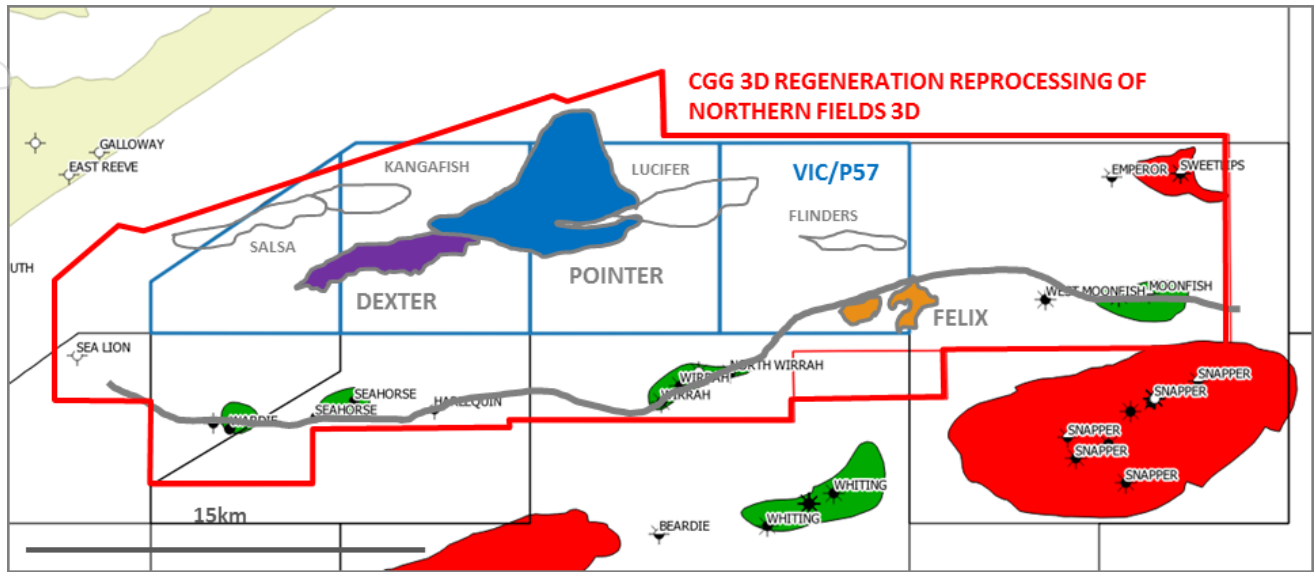 CGG 3D REGENERATION REPROCESSING OF
NORTHERN FIELDS 3D
GALLOWAY
EAST REEVE
KANGAFISH
LUCIFER
VIC/P57
EMPEROR
SWEETLIPS
SALSA
FLINDERS
UTH
DEXTER
POINTER
FELIX
WEST MOONFISH
MOONFISH
SEA LION
NORTH WIRRAH
WIRRAH
WIRRAH
SEAHORSE
SEAHORSE
HARLEQUIN
SNAPPER
SNAPPER
SNAPPER
SNAPPER
SNAPPER
WHITING
WHITING
BEARDIE
15km